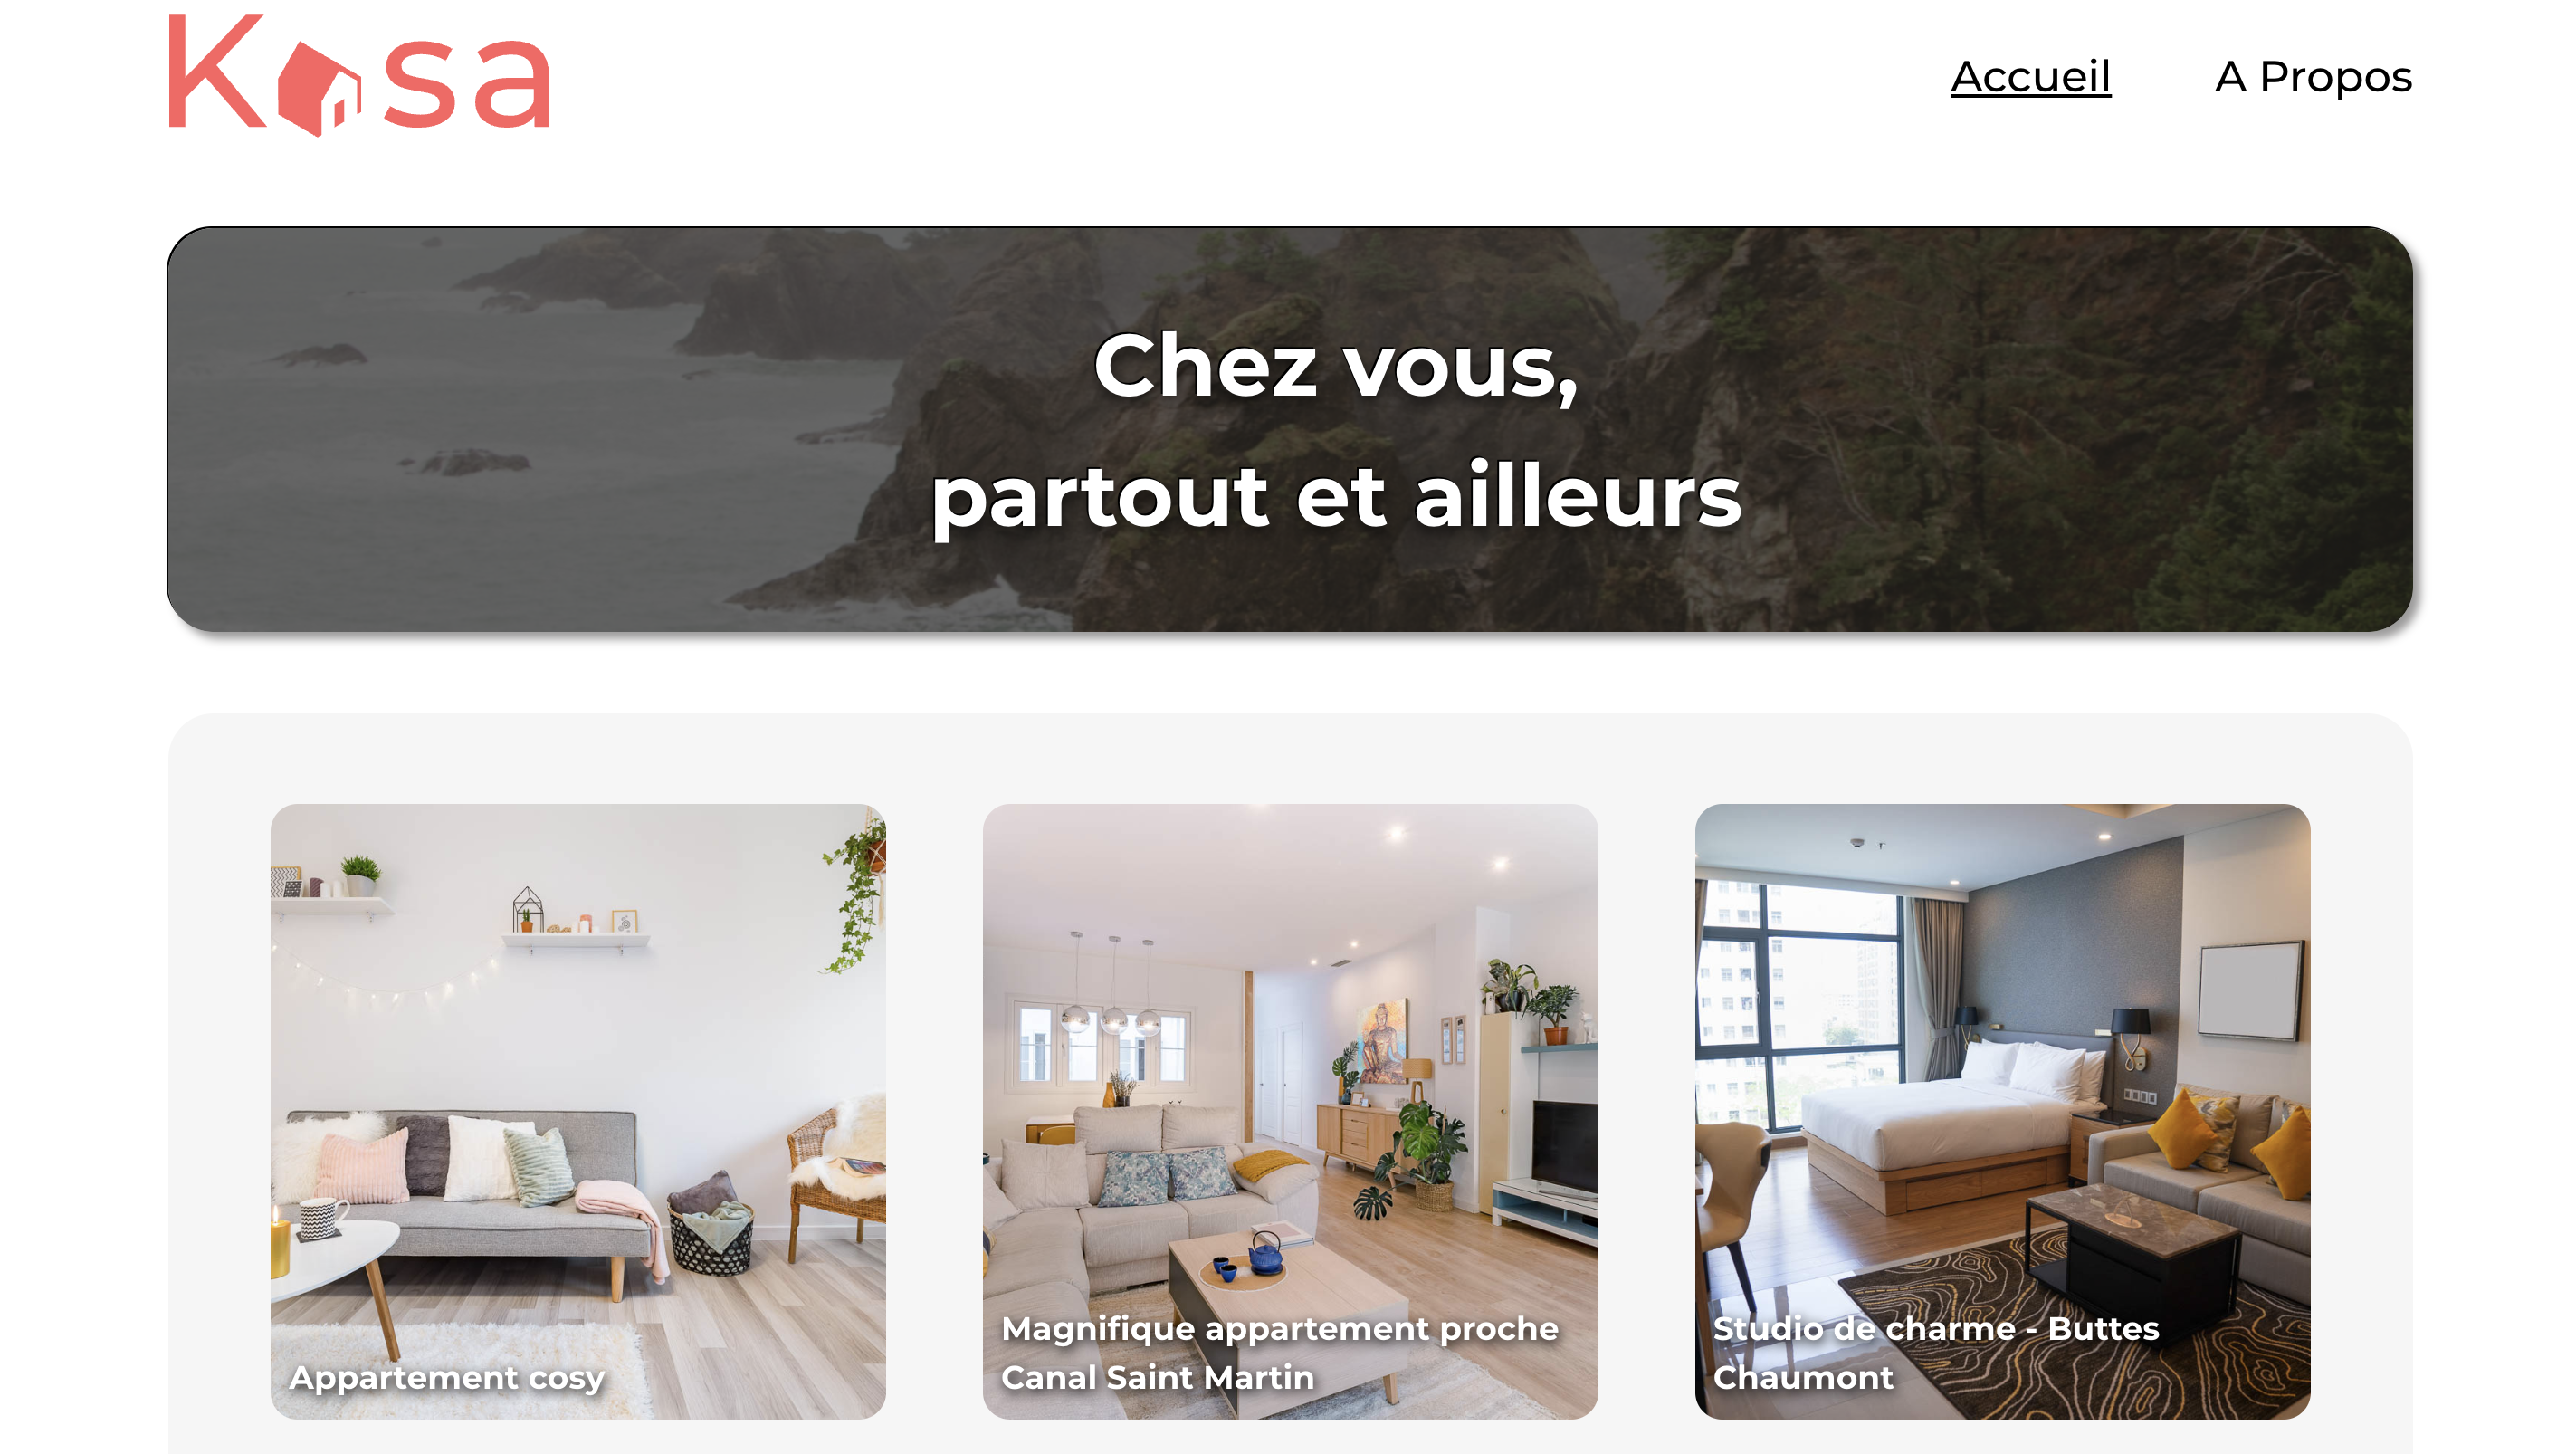 Kasa
Accueil
A Propos
Chez vous,
partout et ailleurs
Appartement cosy
Magnifique appartement proche
Canal Saint Martin
Studio de charme - Buttes
Chaumont